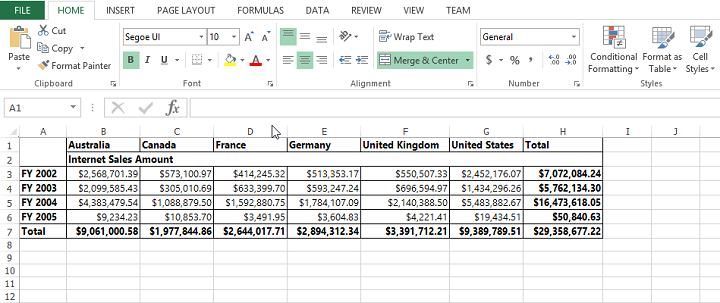 FILE HOME INSERT PAGE LAYOUT FORMULAS DATA REVIEW VIEW TEAM
Paste
Cut
Copy
Format Painter
Clipboard
Segoe UI 10 A A
B I U A
Font
Wrap Text
Merge & Center
Alignment
General
$ % , .0 .00 .00 .0
Number
Conditional Formatting
Format as Table
Cell Styles
Styles
A1 fx
A B C D E F G H I J
1 Australia Canada France Germany United Kingdom United States Total
2 Internet Sales Amount
3 FY 2002 $2,568,701.39 $573,100.97 $414,245.32 $513,353.17 $550,507.33 $2,452,176.07 $7,072,084.24
4 FY 2003 $2,099,585.43 $305,010.69 $633,399.70 $593,247.24 $696,594.97 $1,434,296.26 $5,762,134.30
5 FY 2004 $4,383,479.54 $1,088,879.50 $1,592,880.75 $1,784,107.09 $2,140,388.50 $5,483,882.67 $16,473,618.05
6 FY 2005 $9,234.23 $10,853.70 $3,491.95 $3,604.83 $4,221.41 $19,434.51 $50,840.63
7 Total $9,061,000.58 $1,977,844.86 $2,644,017.71 $2,894,312.34 $3,391,712.21 $9,389,789.51 $29,358,677.22
8
9
10
11
12